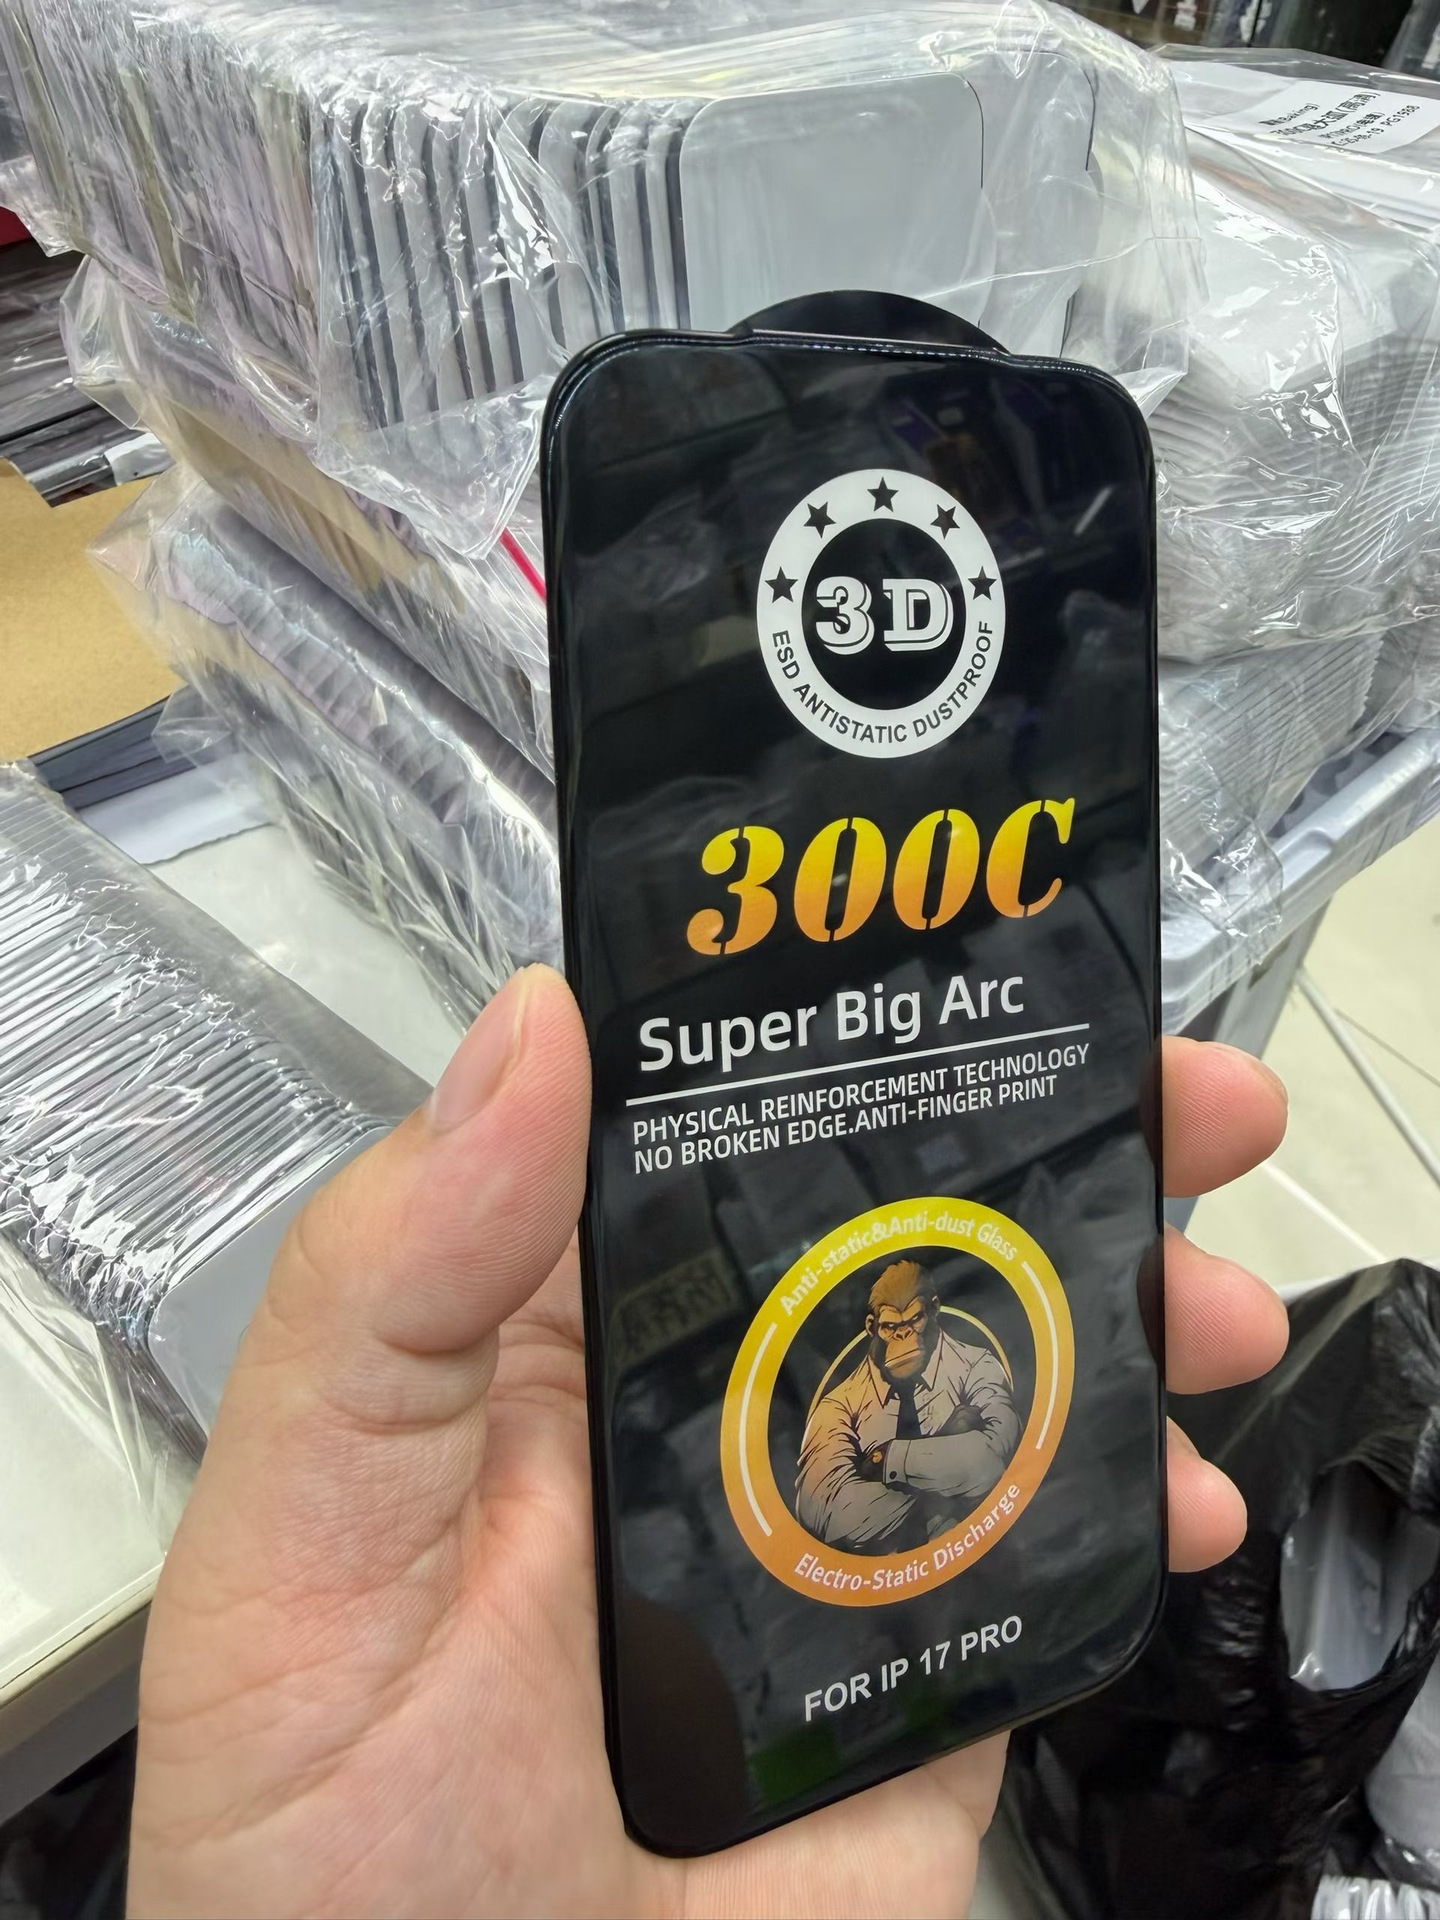 3D
ESD ANTISTATIC DUSTPROOF
300C
Super Big Arc
PHYSICAL REINFORCEMENT TECHNOLOGY
NO BROKEN EDGE.ANTI-FINGER PRINT
Anti-static&Anti-dust Glass
Electro-Static Discharge
FOR IP 17 PRO